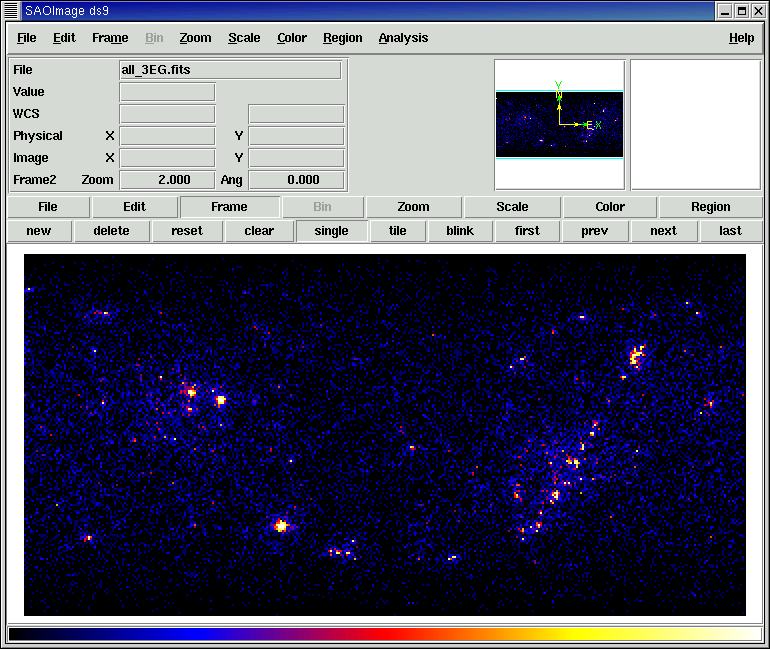 SAOImage ds9
File Edit Frame Bin Zoom Scale Color Region Analysis Help
File all_3EG.fits
Value
WCS
Physical X Y
Image X Y
Frame2 Zoom 2.000 Ang 0.000
Y
N
E X
File Edit Frame Bin Zoom Scale Color Region
new delete reset clear single tile blink first prev next last